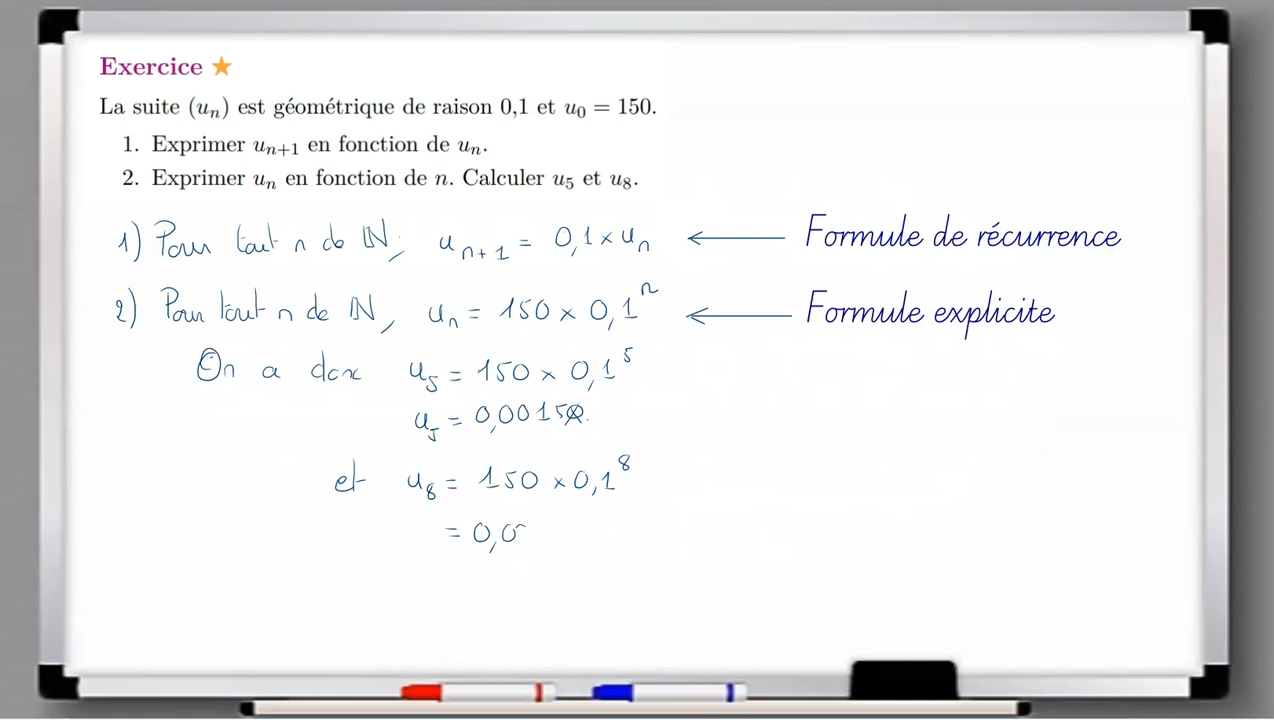 Exercice ★
La suite (uₙ) est géométrique de raison 0,1 et u₀ = 150.
1. Exprimer uₙ₊₁ en fonction de uₙ.
2. Exprimer uₙ en fonction de n. Calculer u₅ et u₈.
1) Pour tout n de ℕ, uₙ₊₁ = 0,1 × uₙ ← Formule de récurrence
2) Pour tout n de ℕ, uₙ = 150 × 0,1ⁿ ← Formule explicite
On a donc u₅ = 150 × 0,1⁵
u₅ = 0,0015
et u₈ = 150 × 0,1⁸
= 0,0